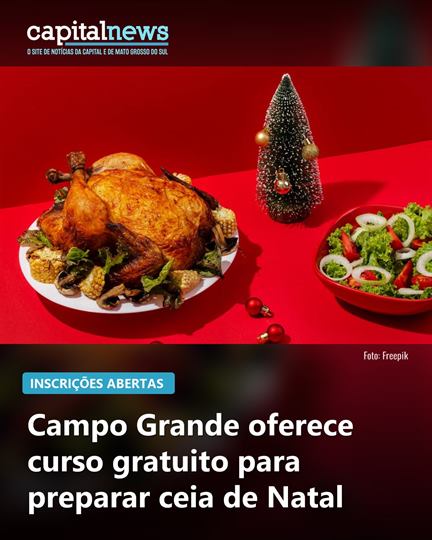 capitalnews
O SITE DE NOTÍCIAS DA CAPITAL E DE MATO GROSSO DO SUL
Foto: Freepik
INSCRIÇÕES ABERTAS
Campo Grande oferece
curso gratuito para
preparar ceia de Natal